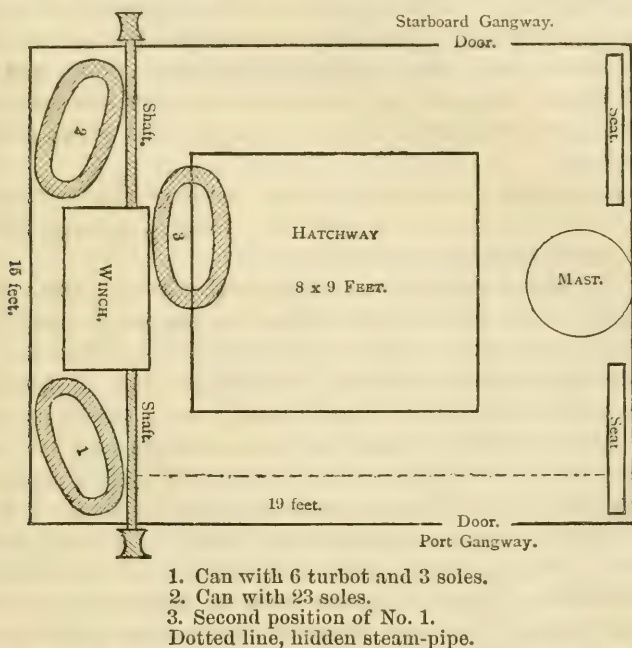 Starboard Gangway.
Door.
Shaft.
Seat.
2
3
HATCHWAY
8 x 9 FEET.
WINCH.
MAST.
15 feet.
Shaft.
1
Seat
19 feet.
Door.
Port Gangway.
1. Can with 6 turbot and 3 soles.
2. Can with 23 soles.
3. Second position of No. 1.
Dotted line, hidden steam-pipe.